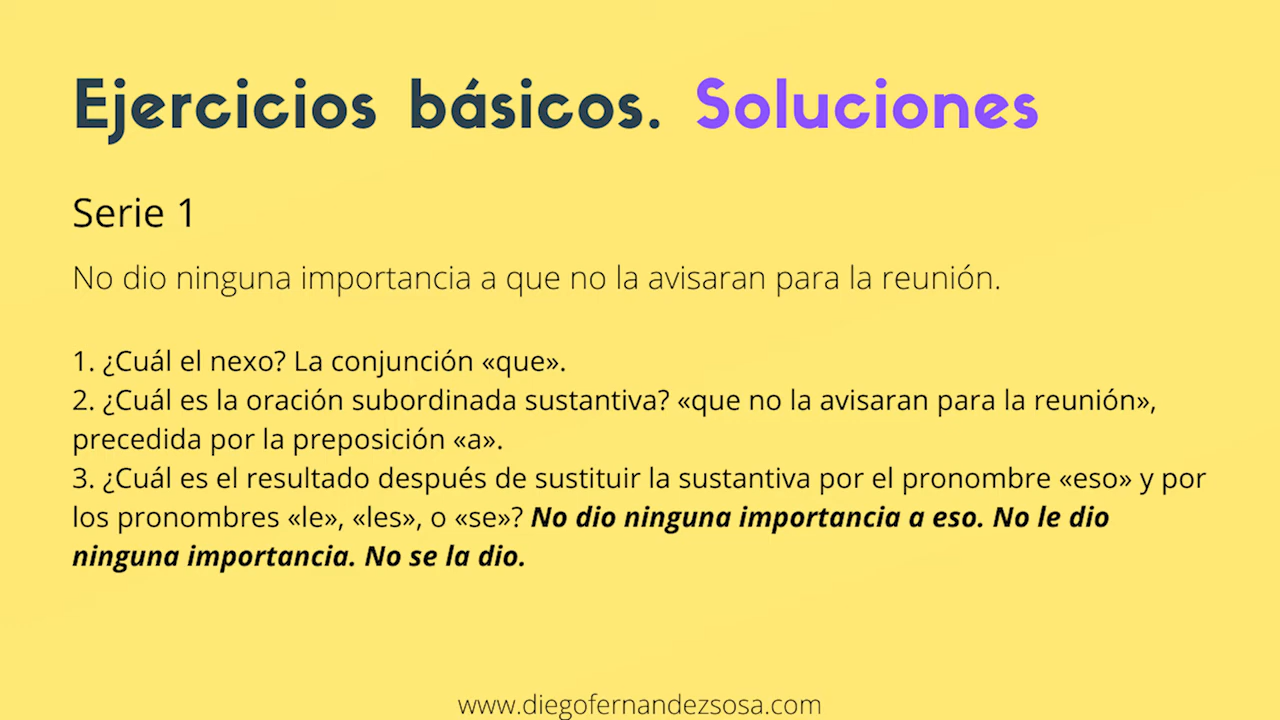 Ejercicios básicos. Soluciones
Serie 1
No dio ninguna importancia a que no la avisaran para la reunión.
1. ¿Cuál el nexo? La conjunción «que».
2. ¿Cuál es la oración subordinada sustantiva? «que no la avisaran para la reunión»,
precedida por la preposición «a».
3. ¿Cuál es el resultado después de sustituir la sustantiva por el pronombre «eso» y por
los pronombres «le», «les», o «se»? No dio ninguna importancia a eso. No le dio
ninguna importancia. No se la dio.
www.diegofernandezsosa.com